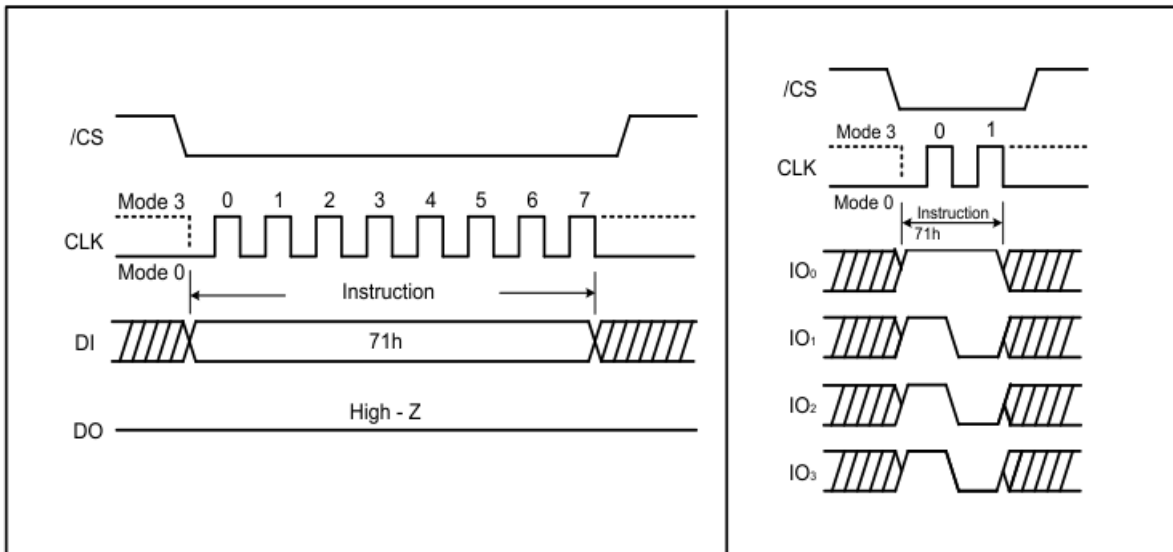 /CS
Mode 3 0 1 2 3 4 5 6 7
CLK
Mode 0
Instruction
DI 71h
High - Z
DO
/CS
Mode 3 0 1
CLK
Mode 0
Instruction
71h
IO₀
IO₁
IO₂
IO₃